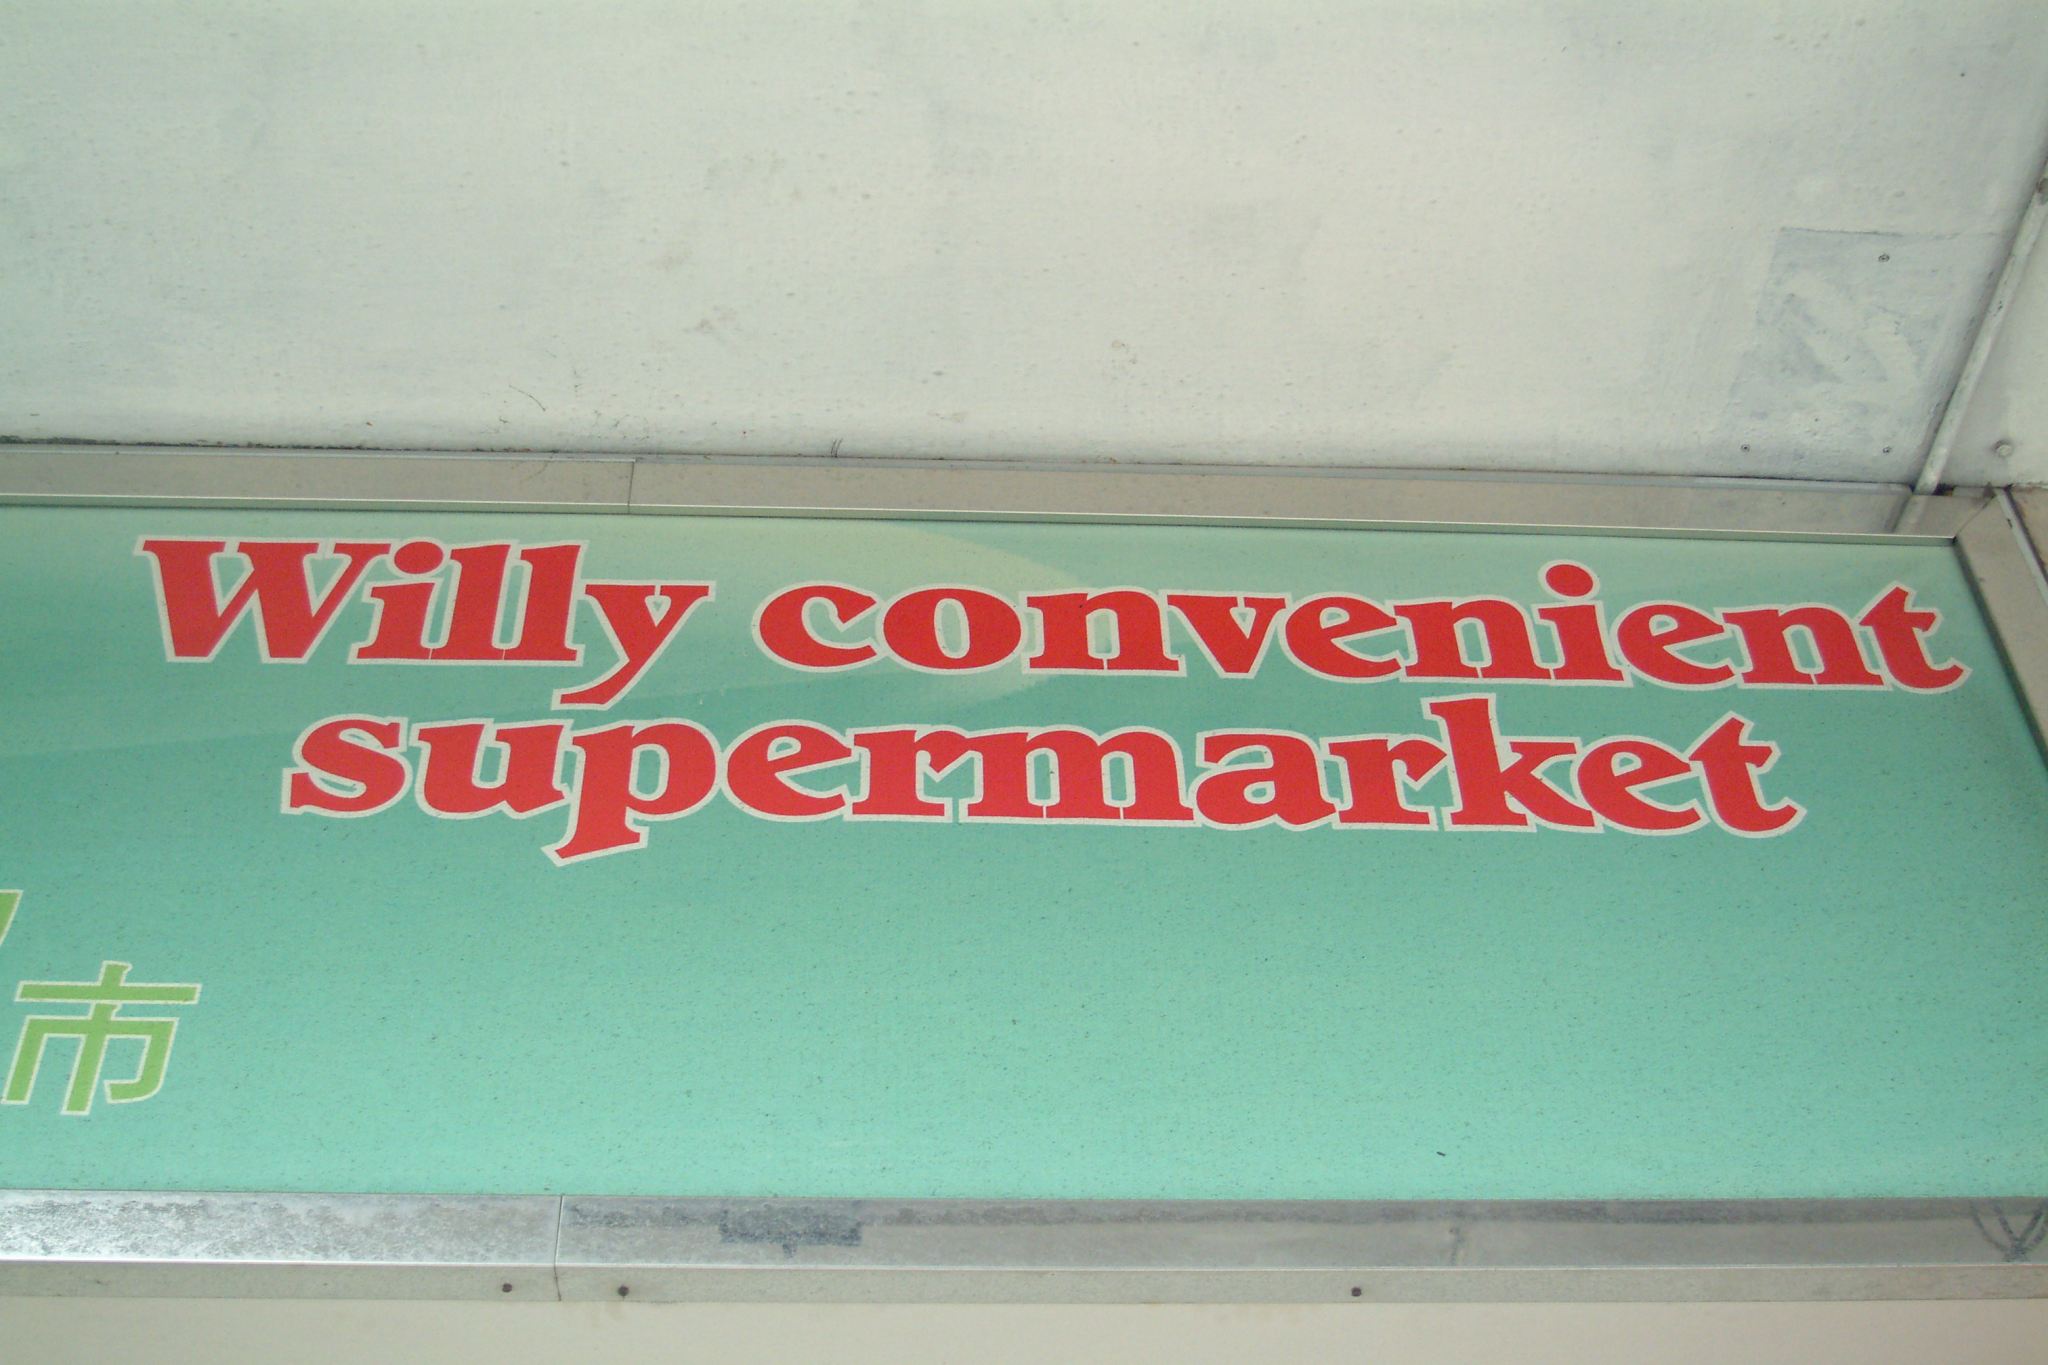 Willy convenient
supermarket
市